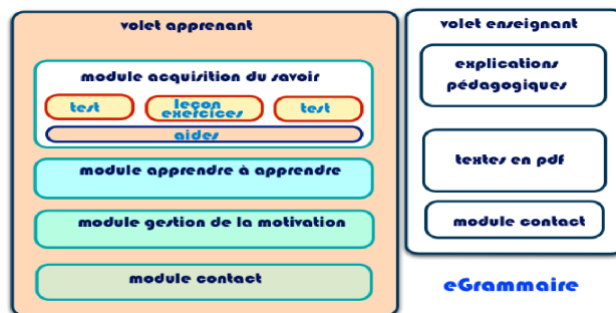 volet apprenant
module acquisition du savoir
test
leçon
exercices
test
aides
module apprendre à apprendre
module gestion de la motivation
module contact
volet enseignant
explications
pédagogiques
textes en pdf
module contact
eGrammaire